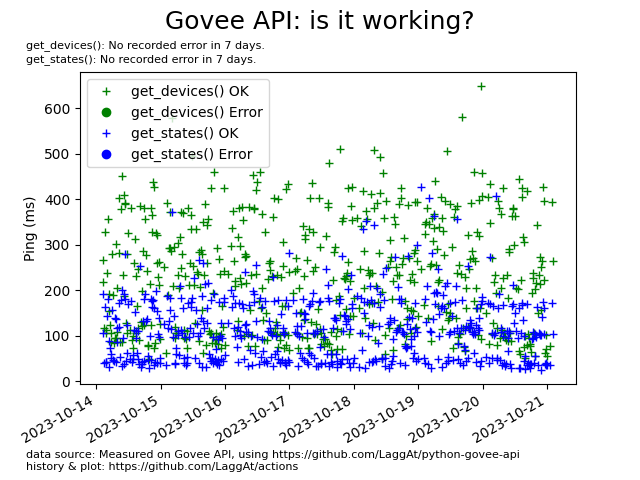 Govee API: is it working?
get_devices(): No recorded error in 7 days.
get_states(): No recorded error in 7 days.
get_devices() OK
get_devices() Error
get_states() OK
get_states() Error
Ping (ms)
600
500
400
300
200
100
0
2023-10-14
2023-10-15
2023-10-16
2023-10-17
2023-10-18
2023-10-19
2023-10-20
2023-10-21
data source: Measured on Govee API, using https://github.com/LaggAt/python-govee-api
history & plot: https://github.com/LaggAt/actions